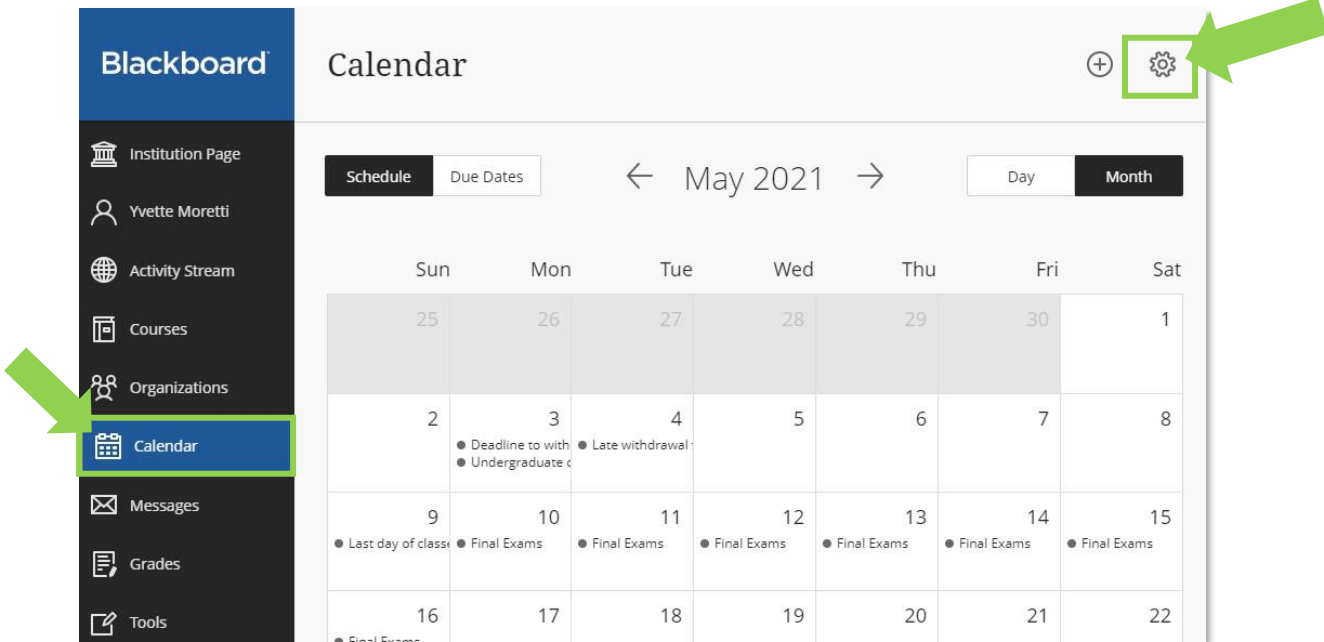 Blackboard
Calendar
Institution Page
Yvette Moretti
Activity Stream
Courses
Organizations
Calendar
Messages
Grades
Tools
Schedule Due Dates
May 2021
Day Month
Sun Mon Tue Wed Thu Fri Sat
25 26 27 28 29 30 1
2 3 4 5 6 7 8
Deadline to with Late withdrawal
Undergraduate
9 10 11 12 13 14 15
Last day of classe Final Exams Final Exams Final Exams Final Exams Final Exams Final Exams
16 17 18 19 20 21 22
Final Exams